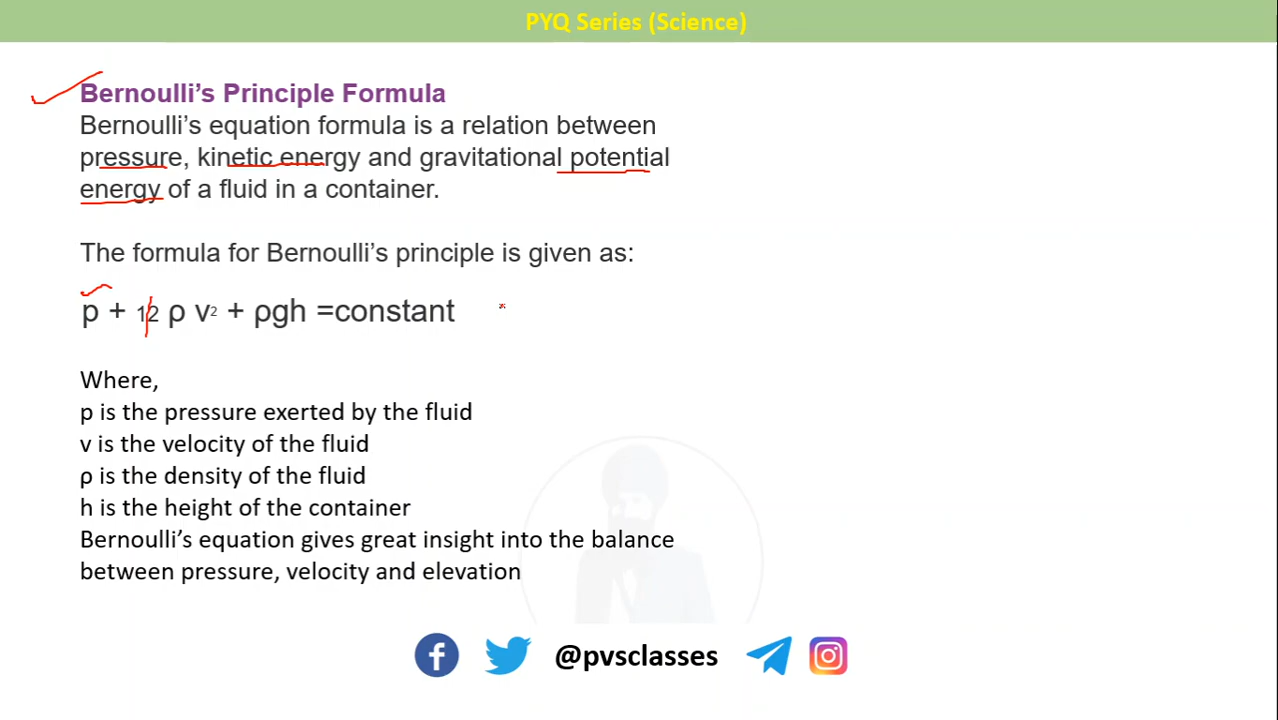 PYQ Series (Science)
Bernoulli's Principle Formula
Bernoulli's equation formula is a relation between
pressure, kinetic energy and gravitational potential
energy of a fluid in a container.
The formula for Bernoulli's principle is given as:
p + 12 ρ v² + ρgh =constant
Where,
p is the pressure exerted by the fluid
v is the velocity of the fluid
ρ is the density of the fluid
h is the height of the container
Bernoulli's equation gives great insight into the balance
between pressure, velocity and elevation
@pvsclasses